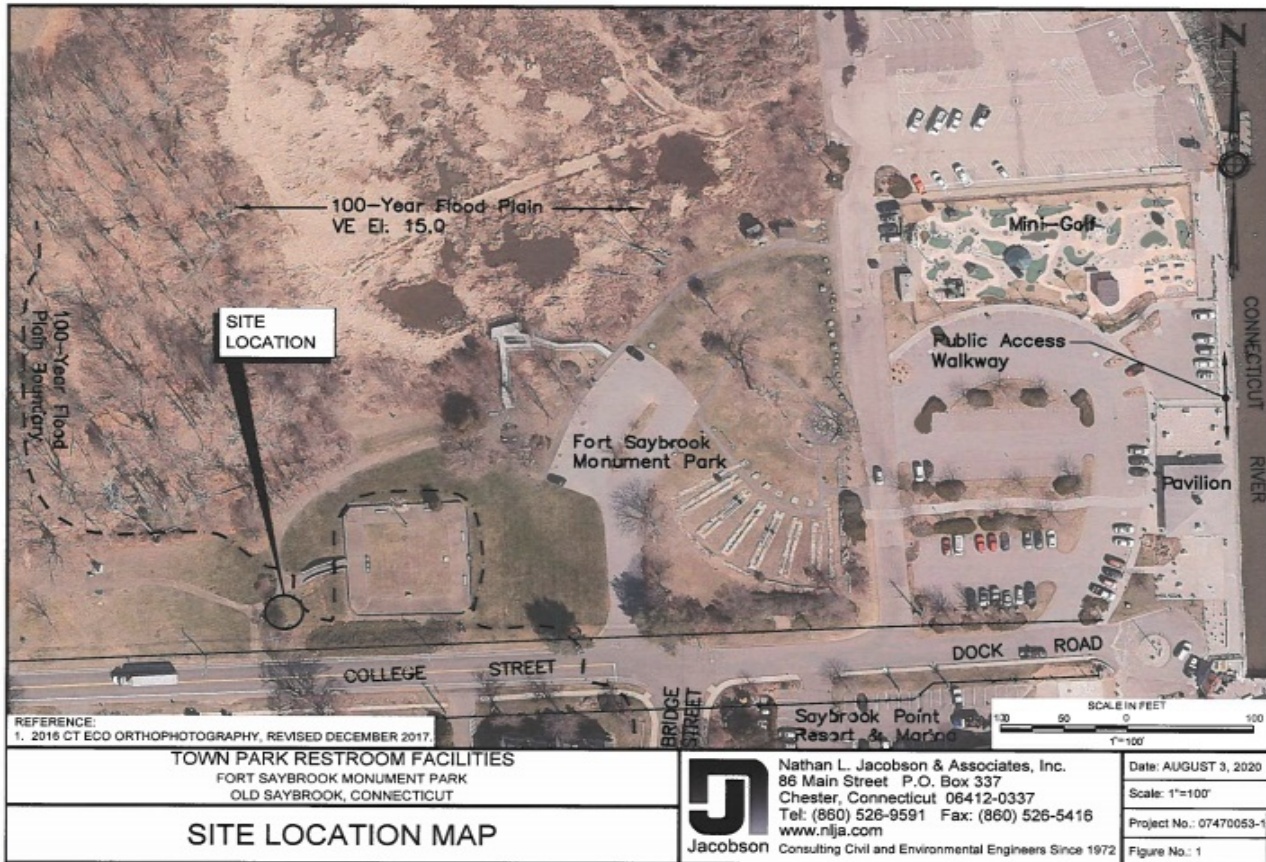 N
100-Year Flood Plain
VE El. 15.0
Mini-Golf
SITE
LOCATION
100-Year Flood
Plain Boundary
Public Access
Walkway
CONNECTICUT RIVER
Fort Saybrook
Monument Park
Pavilion
COLLEGE STREET
DOCK ROAD
BRIDGE
STREET
Saybrook Point
Resort & Marina
SCALE IN FEET
100 50 0 100
1"=100'
REFERENCE:
1. 2016 CT ECO ORTHOPHOTOGRAPHY, REVISED DECEMBER 2017.
TOWN PARK RESTROOM FACILITIES
FORT SAYBROOK MONUMENT PARK
OLD SAYBROOK, CONNECTICUT
SITE LOCATION MAP
Jacobson
Nathan L. Jacobson & Associates, Inc.
86 Main Street P.O. Box 337
Chester, Connecticut 06412-0337
Tel: (860) 526-9591 Fax: (860) 526-5416
www.nlja.com
Consulting Civil and Environmental Engineers Since 1972
Date: AUGUST 3, 2020
Scale: 1"=100'
Project No.: 07470053-1
Figure No.: 1